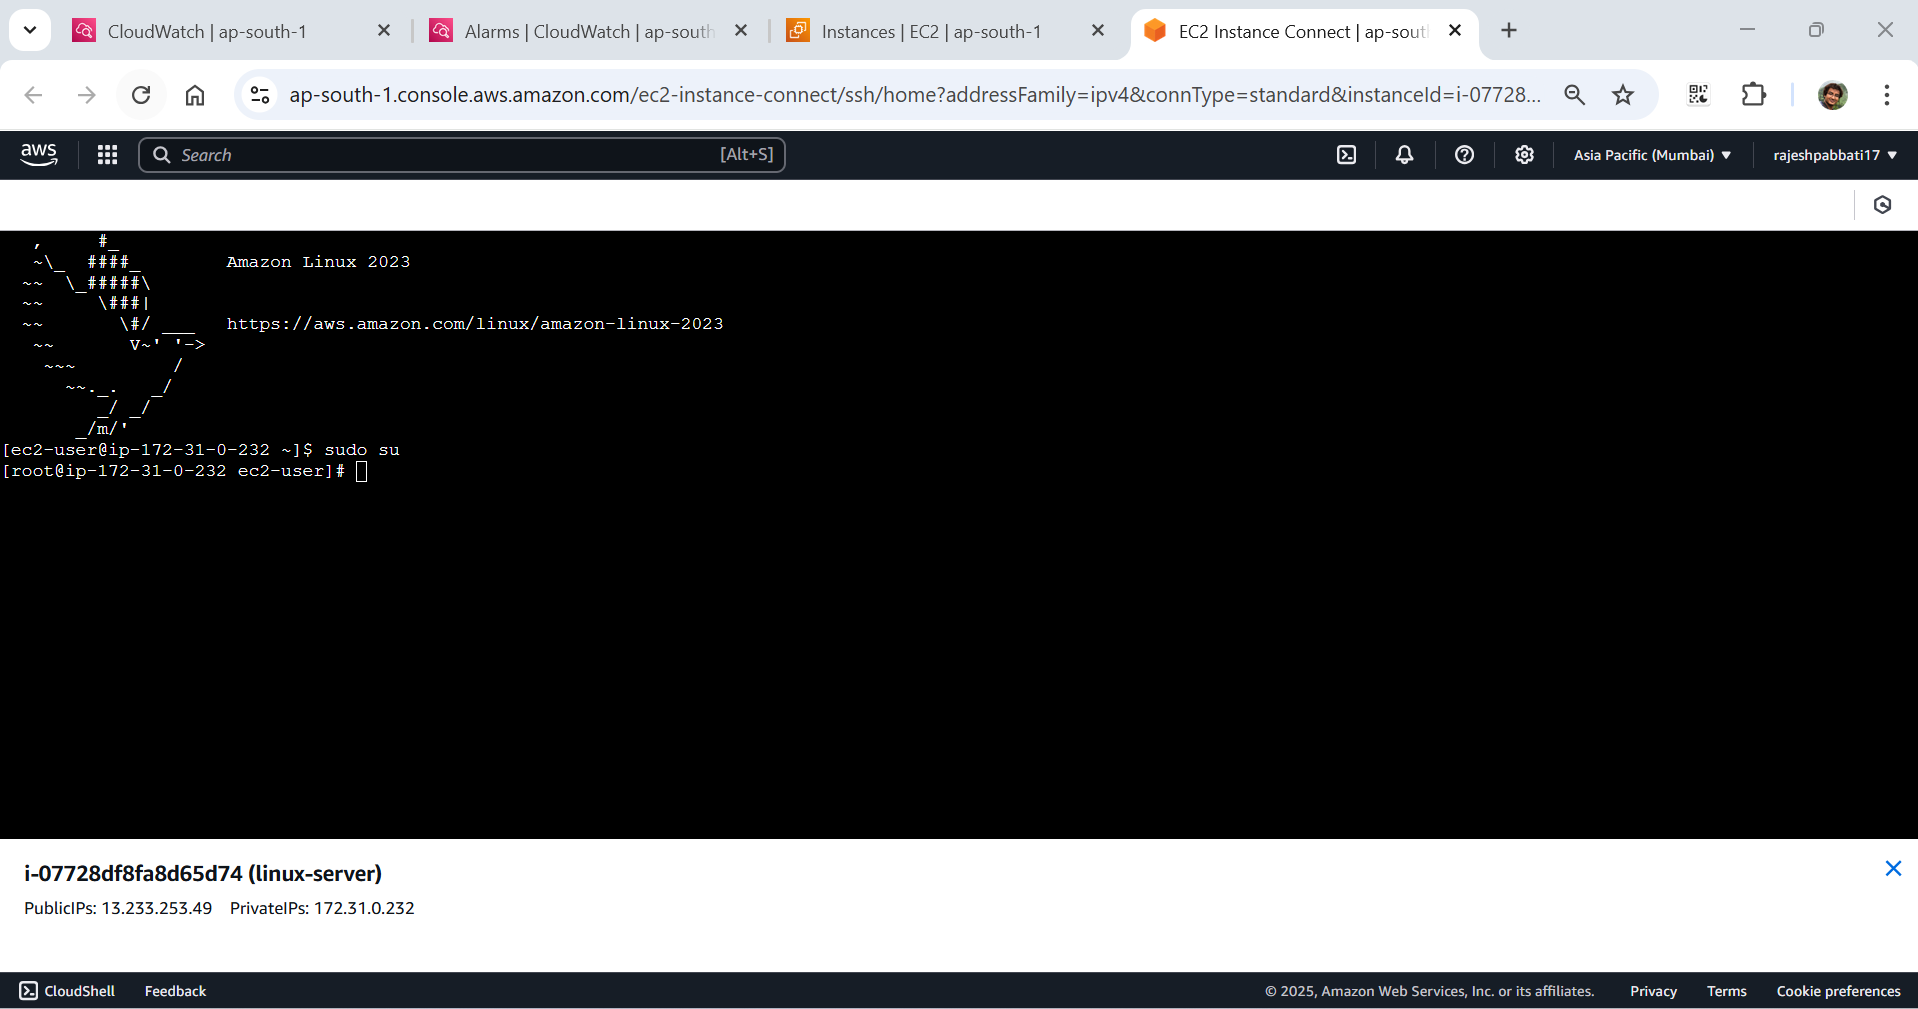 CloudWatch | ap-south-1
Alarms | CloudWatch | ap-south
Instances | EC2 | ap-south-1
EC2 Instance Connect | ap-sout
ap-south-1.console.aws.amazon.com/ec2-instance-connect/ssh/home?addressFamily=ipv4&connType=standard&instanceId=i-07728...
aws
Search
[Alt+S]
Asia Pacific (Mumbai)
rajeshpabbati17
   ,     #_
   ~\_  ####_        Amazon Linux 2023
  ~~  \_#####\
  ~~     \###|
  ~~       \#/ ___   https://aws.amazon.com/linux/amazon-linux-2023
   ~~       V~' '->
    ~~~         /
      ~~._.   _/
         _/ _/
       _/m/'
[ec2-user@ip-172-31-0-232 ~]$ sudo su
[root@ip-172-31-0-232 ec2-user]#
i-07728df8fa8d65d74 (linux-server)
PublicIPs: 13.233.253.49 PrivateIPs: 172.31.0.232
CloudShell
Feedback
© 2025, Amazon Web Services, Inc. or its affiliates.
Privacy
Terms
Cookie preferences